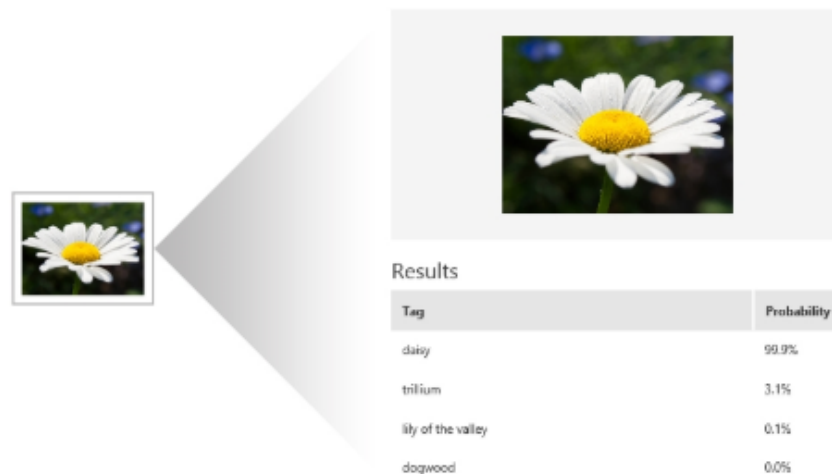 Results
Tag Probability
daisy 99.9%
trillium 3.1%
lily of the valley 0.1%
dogwood 0.0%